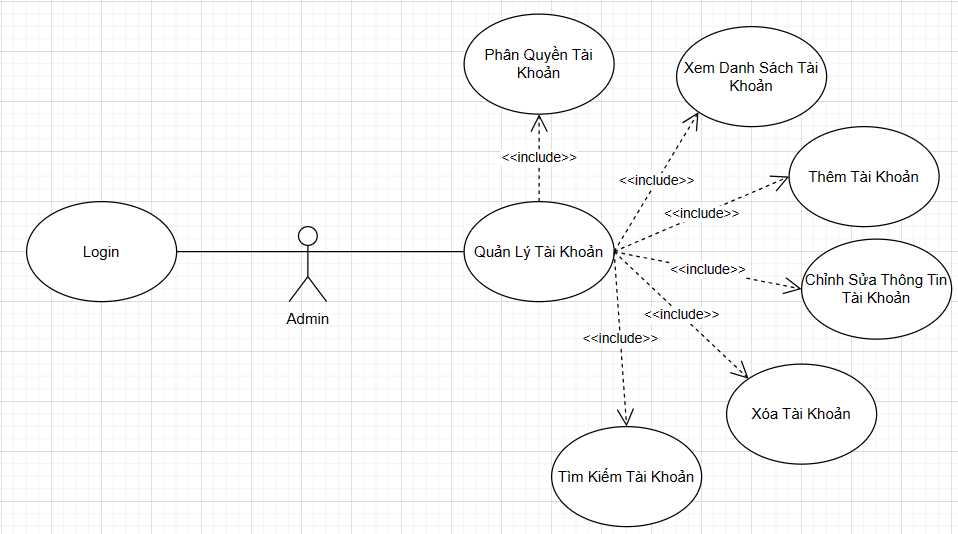 Phân Quyền Tài
Khoản
Xem Danh Sách Tài
Khoản
<<include>>
<<include>>
Thêm Tài Khoản
<<include>>
Login
Quản Lý Tài Khoản
<<include>>
Chỉnh Sửa Thông Tin
Tài Khoản
Admin
<<include>>
<<include>>
Xóa Tài Khoản
Tìm Kiếm Tài Khoản